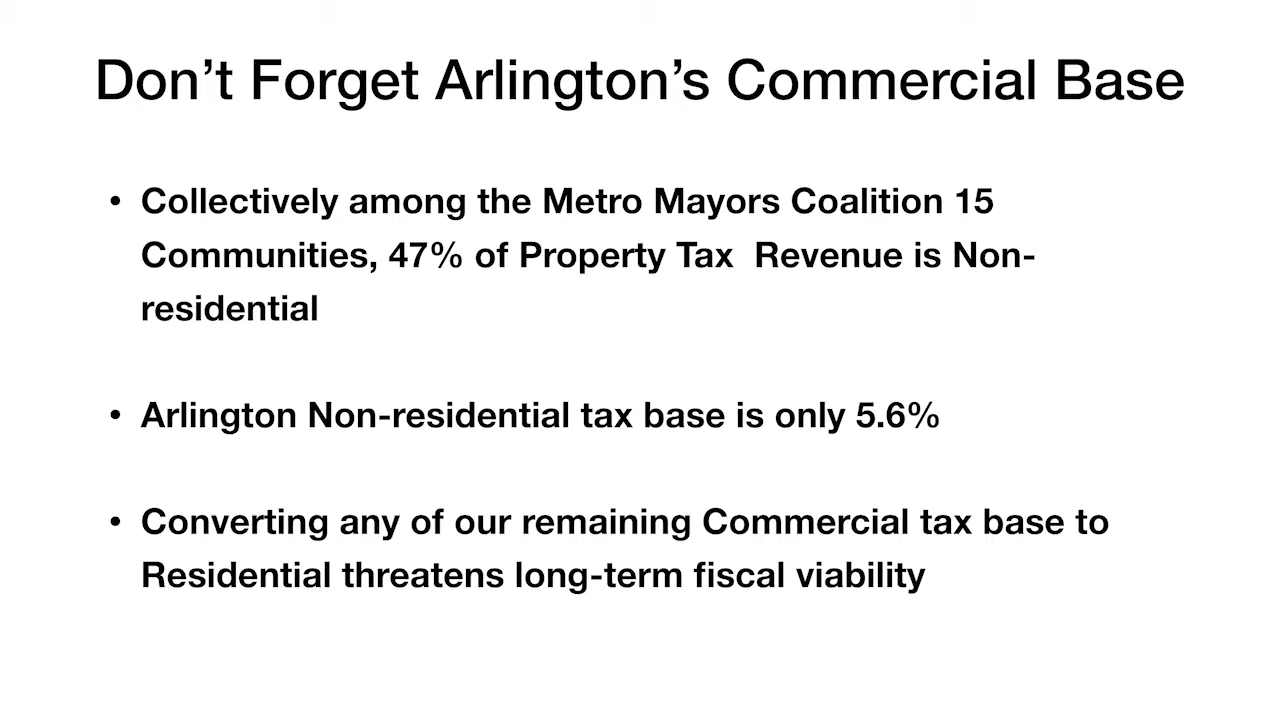 Don’t Forget Arlington’s Commercial Base
• Collectively among the Metro Mayors Coalition 15
Communities, 47% of Property Tax  Revenue is Non-
residential
• Arlington Non-residential tax base is only 5.6%
• Converting any of our remaining Commercial tax base to
Residential threatens long-term fiscal viability